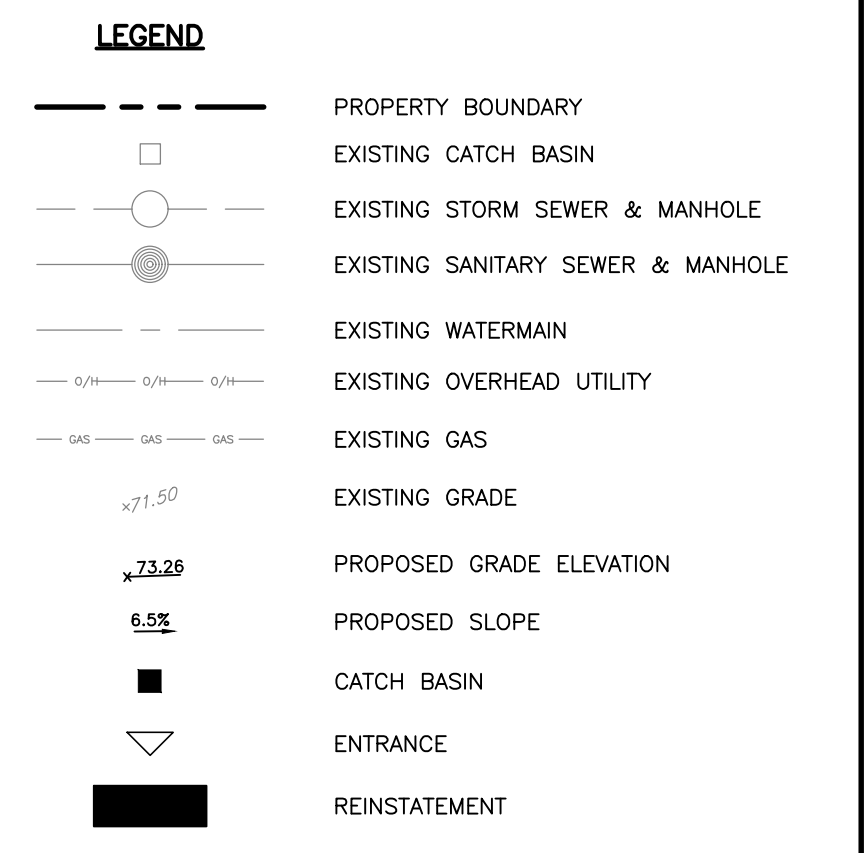 LEGEND
PROPERTY BOUNDARY
EXISTING CATCH BASIN
EXISTING STORM SEWER & MANHOLE
EXISTING SANITARY SEWER & MANHOLE
EXISTING WATERMAIN
O/H O/H O/H EXISTING OVERHEAD UTILITY
GAS GAS GAS EXISTING GAS
×71.50 EXISTING GRADE
x 73.26 PROPOSED GRADE ELEVATION
6.5% PROPOSED SLOPE
CATCH BASIN
ENTRANCE
REINSTATEMENT